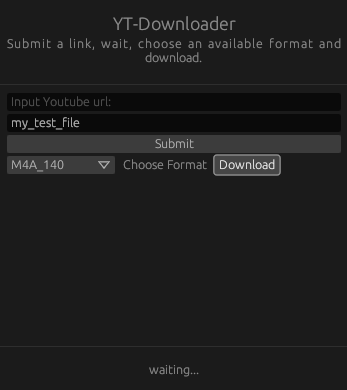 YT-Downloader
Submit a link, wait, choose an available format and
download.
Input Youtube url:
my_test_file
Submit
M4A_140 Choose Format Download
waiting...